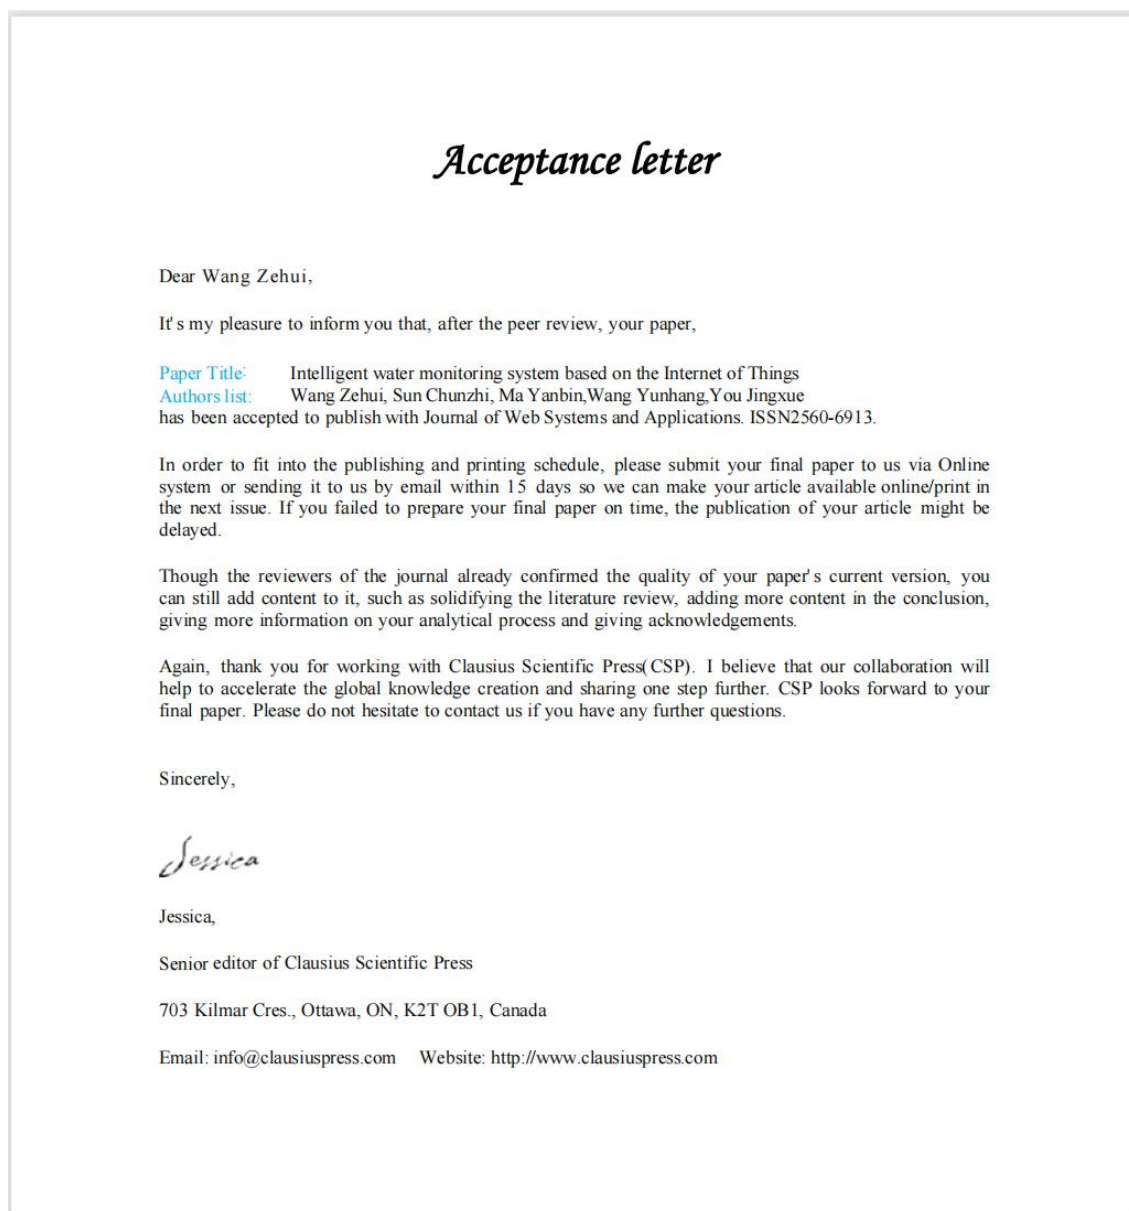 Acceptance letter
Dear Wang Zehui,
It's my pleasure to inform you that, after the peer review, your paper,
Paper Title: Intelligent water monitoring system based on the Internet of Things
Authors list: Wang Zehui, Sun Chunzhi, Ma Yanbin,Wang Yunhang,You Jingxue
has been accepted to publish with Journal of Web Systems and Applications. ISSN2560-6913.
In order to fit into the publishing and printing schedule, please submit your final paper to us via Online
system or sending it to us by email within 15 days so we can make your article available online/print in
the next issue. If you failed to prepare your final paper on time, the publication of your article might be
delayed.
Though the reviewers of the journal already confirmed the quality of your paper's current version, you
can still add content to it, such as solidifying the literature review, adding more content in the conclusion,
giving more information on your analytical process and giving acknowledgements.
Again, thank you for working with Clausius Scientific Press(CSP). I believe that our collaboration will
help to accelerate the global knowledge creation and sharing one step further. CSP looks forward to your
final paper. Please do not hesitate to contact us if you have any further questions.
Sincerely,
Jessica
Jessica,
Senior editor of Clausius Scientific Press
703 Kilmar Cres., Ottawa, ON, K2T OB1, Canada
Email: info@clausiuspress.com Website: http://www.clausiuspress.com